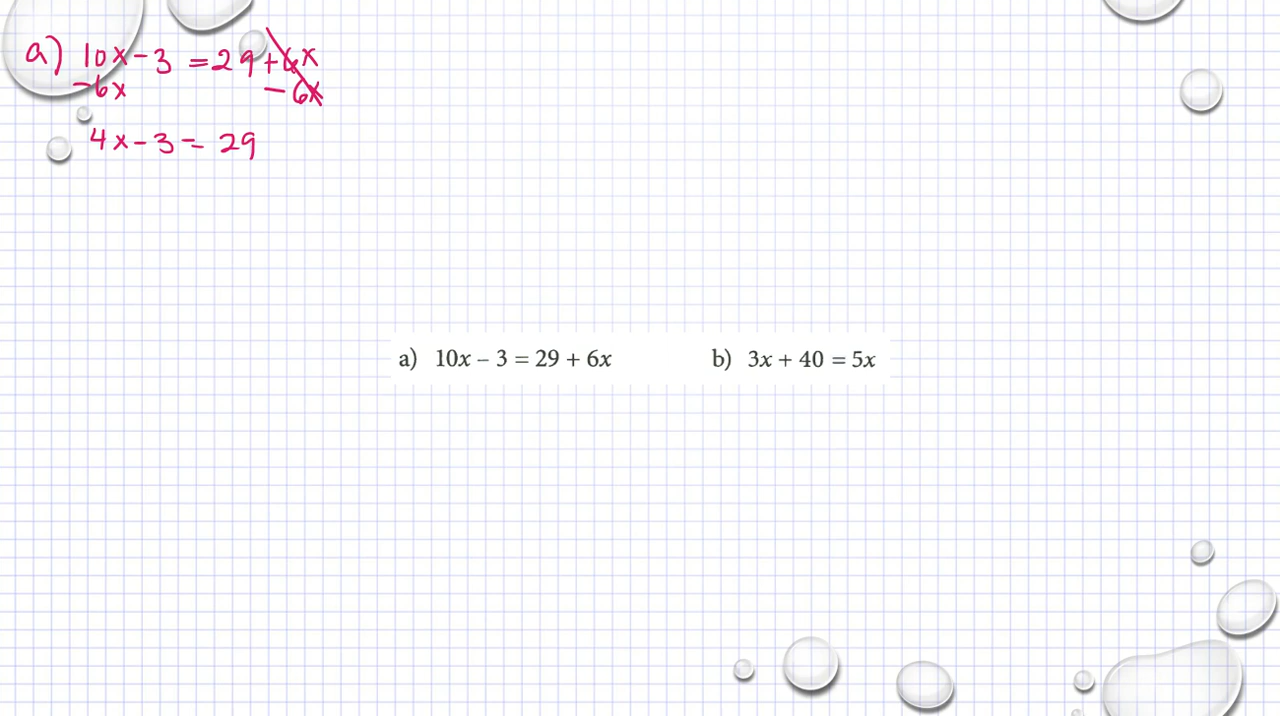 a) 10x - 3 = 29 + 6x
- 6x - 6x
4x - 3 = 29
a) 10x – 3 = 29 + 6x b) 3x + 40 = 5x